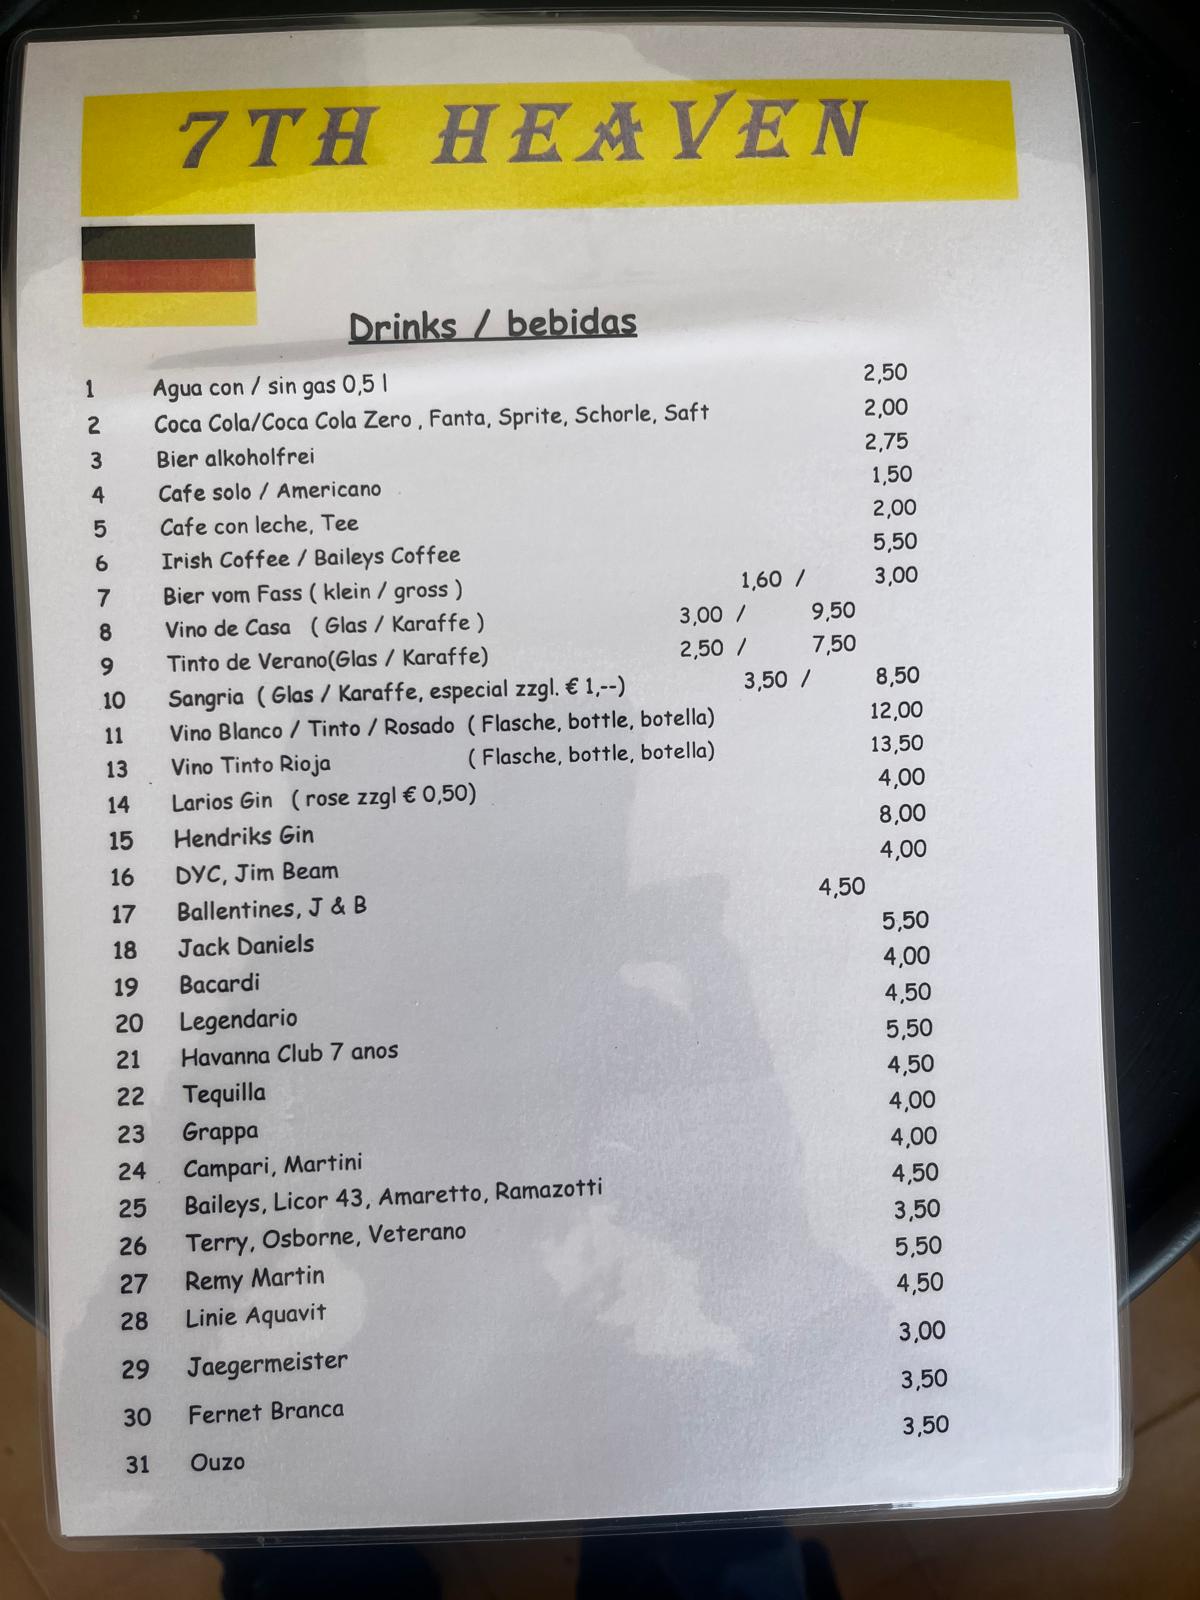 7TH HEAVEN
Drinks / bebidas
1 Agua con / sin gas 0,5 l 2,50
2 Coca Cola/Coca Cola Zero , Fanta, Sprite, Schorle, Saft 2,00
3 Bier alkoholfrei 2,75
4 Cafe solo / Americano 1,50
5 Cafe con leche, Tee 2,00
6 Irish Coffee / Baileys Coffee 5,50
7 Bier vom Fass ( klein / gross ) 1,60 / 3,00
8 Vino de Casa ( Glas / Karaffe ) 3,00 / 9,50
9 Tinto de Verano(Glas / Karaffe) 2,50 / 7,50
10 Sangria ( Glas / Karaffe, especial zzgl. € 1,--) 3,50 / 8,50
11 Vino Blanco / Tinto / Rosado ( Flasche, bottle, botella) 12,00
13 Vino Tinto Rioja ( Flasche, bottle, botella) 13,50
14 Larios Gin ( rose zzgl € 0,50) 4,00
15 Hendriks Gin 8,00
16 DYC, Jim Beam 4,00
17 Ballentines, J & B 4,50
18 Jack Daniels 5,50
19 Bacardi 4,00
20 Legendario 4,50
21 Havanna Club 7 anos 5,50
22 Tequilla 4,50
23 Grappa 4,00
24 Campari, Martini 4,00
25 Baileys, Licor 43, Amaretto, Ramazotti 4,50
26 Terry, Osborne, Veterano 3,50
27 Remy Martin 5,50
28 Linie Aquavit 4,50
29 Jaegermeister 3,00
30 Fernet Branca 3,50
31 Ouzo 3,50